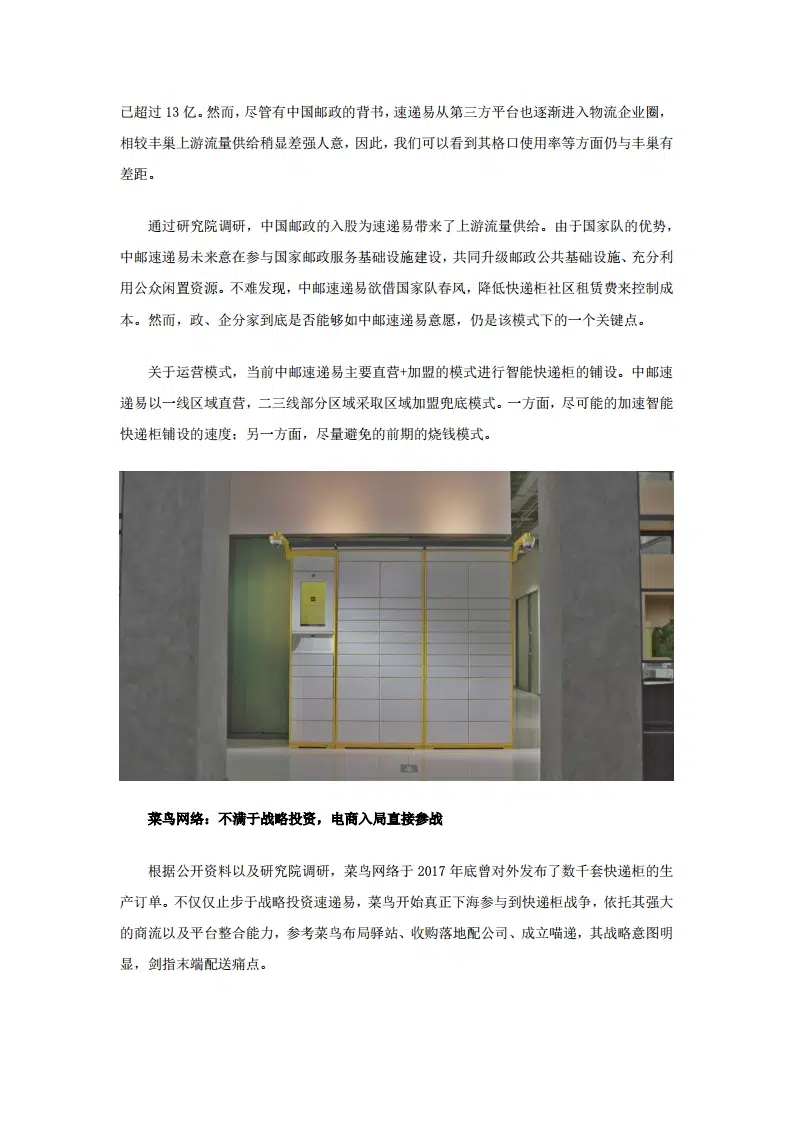 已超过 13 亿。然而，尽管有中国邮政的背书，速递易从第三方平台也逐渐进入物流企业圈，
相较丰巢上游流量供给稍显差强人意，因此，我们可以看到其格口使用率等方面仍与丰巢有
差距。
通过研究院调研，中国邮政的入股为速递易带来了上游流量供给。由于国家队的优势，
中邮速递易未来意在参与国家邮政服务基础设施建设，共同升级邮政公共基础设施、充分利
用公众闲置资源。不难发现，中邮速递易欲借国家队春风，降低快递柜社区租赁费来控制成
本。然而，政、企分家到底是否能够如中邮速递易意愿，仍是该模式下的一个关键点。
关于运营模式，当前中邮速递易主要直营+加盟的模式进行智能快递柜的铺设。中邮速
递易以一线区域直营，二三线部分区域采取区域加盟兜底模式。一方面，尽可能的加速智能
快递柜铺设的速度；另一方面，尽量避免的前期的烧钱模式。
菜鸟网络：不满于战略投资，电商入局直接参战
根据公开资料以及研究院调研，菜鸟网络于 2017 年底曾对外发布了数千套快递柜的生
产订单。不仅仅止步于战略投资速递易，菜鸟开始真正下海参与到快递柜战争，依托其强大
的商流以及平台整合能力，参考菜鸟布局驿站、收购落地配公司、成立喵递，其战略意图明
显，剑指末端配送痛点。